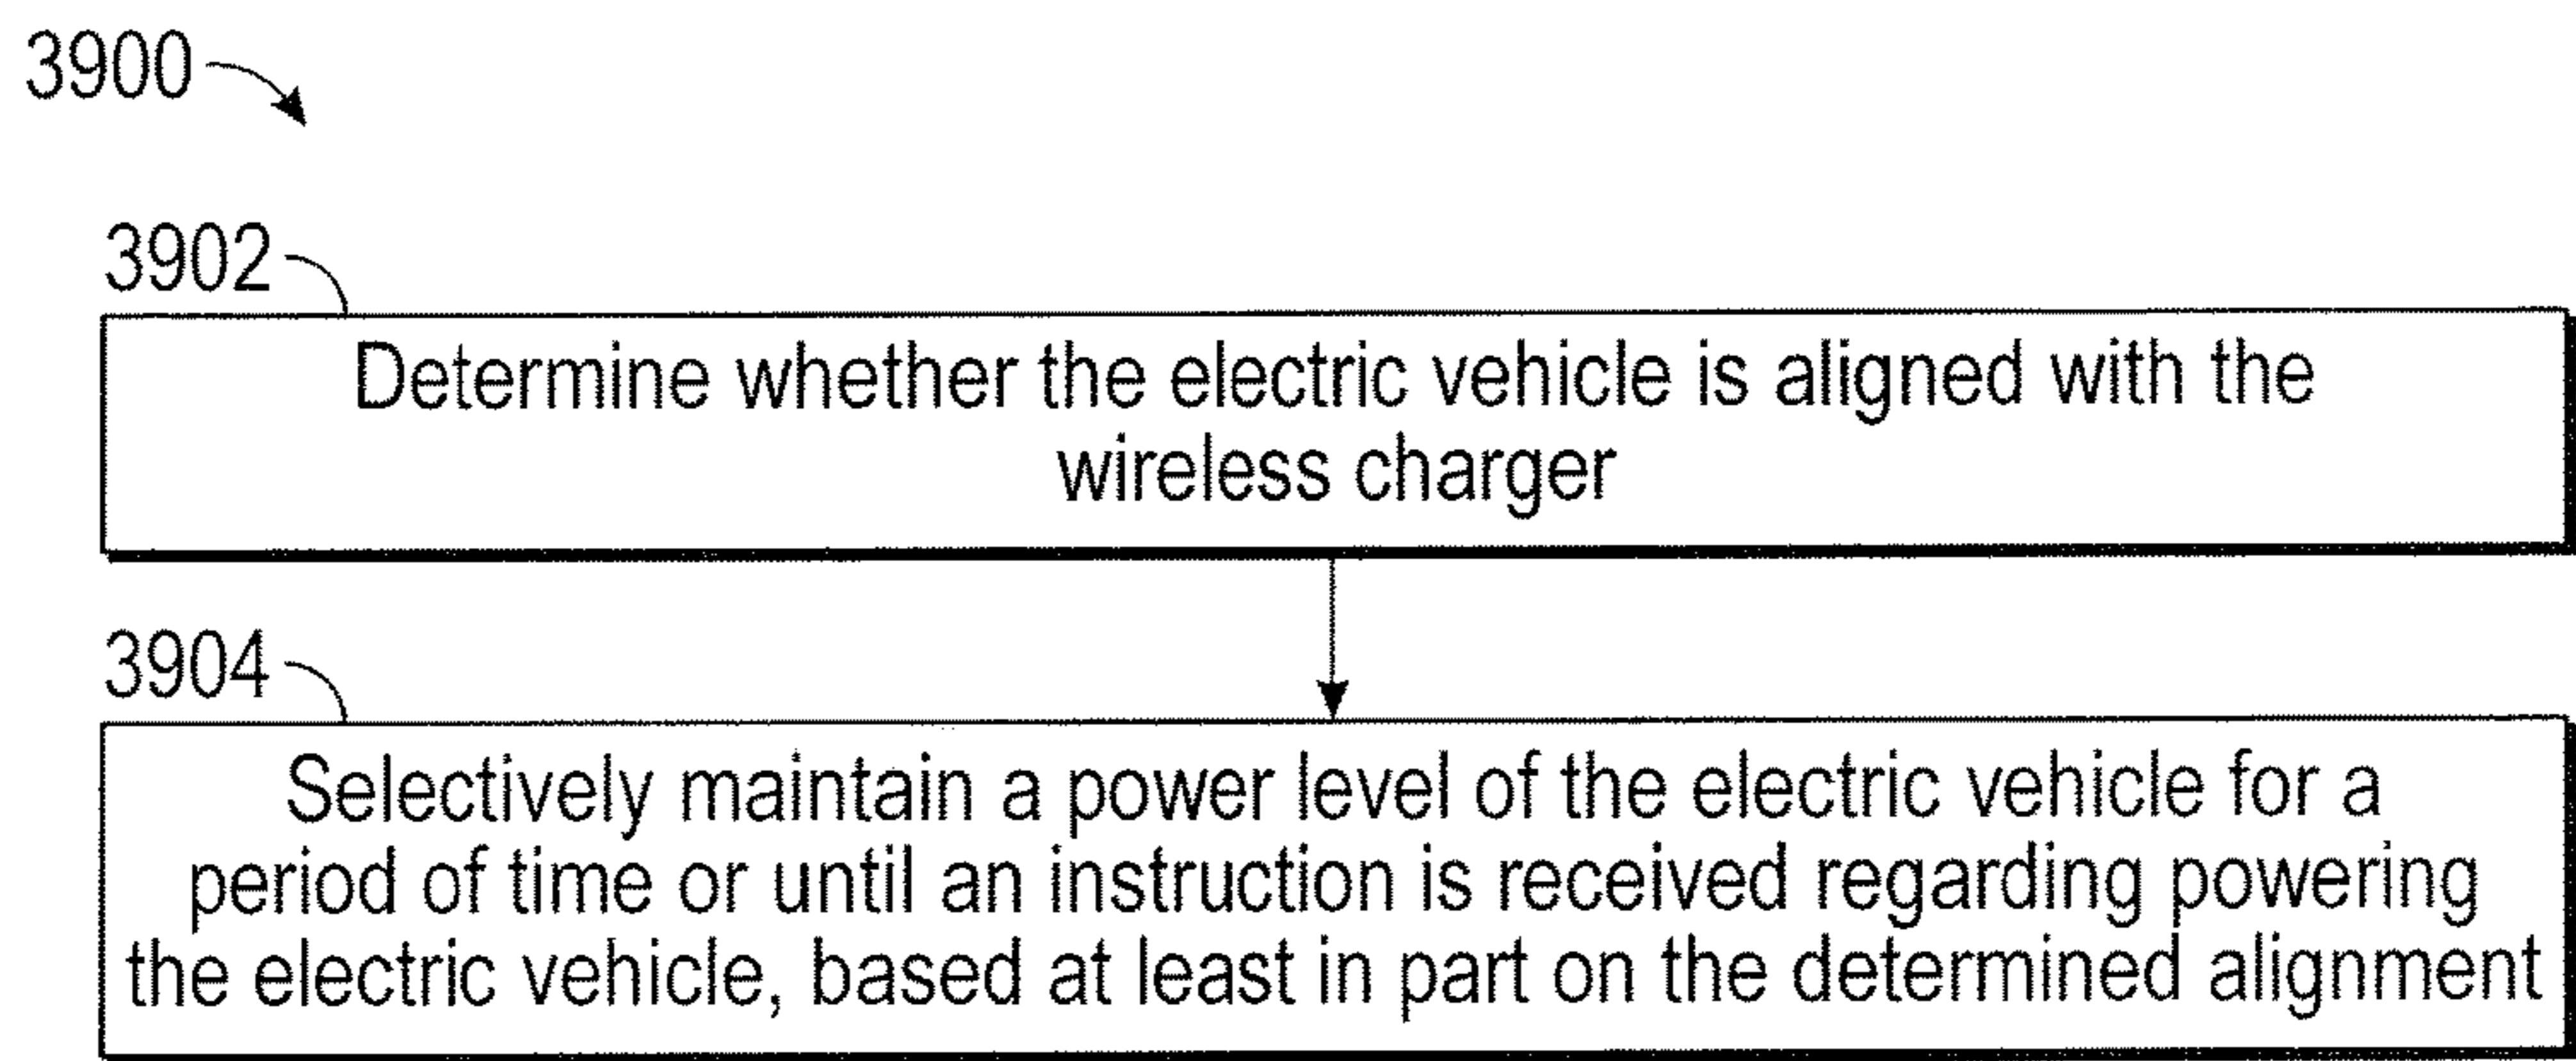 3900
3902
Determine whether the electric vehicle is aligned with the
wireless charger
3904
Selectively maintain a power level of the electric vehicle for a
period of time or until an instruction is received regarding powering
the electric vehicle, based at least in part on the determined alignment